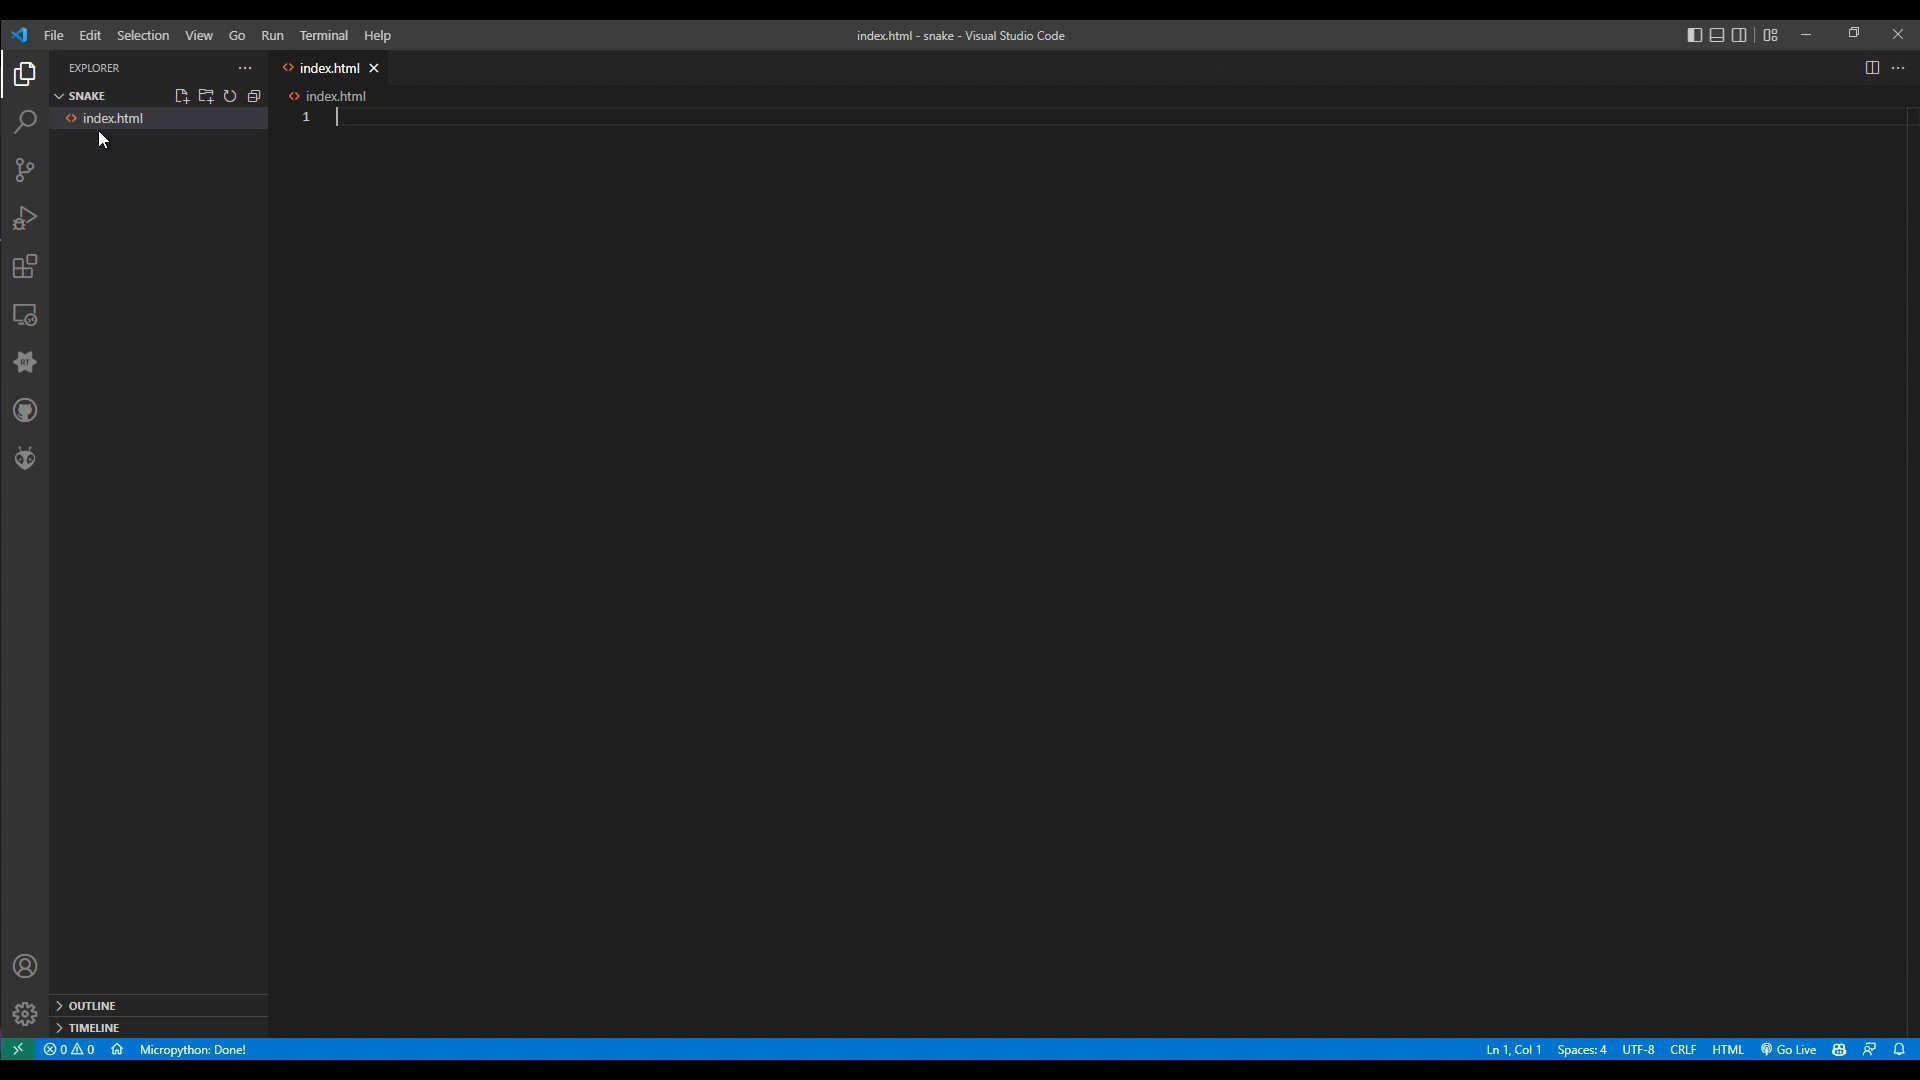 File Edit Selection View Go Run Terminal Help
index.html - snake - Visual Studio Code
EXPLORER
index.html
SNAKE
index.html
index.html
1
OUTLINE
TIMELINE
0 0 Micropython: Done!
Ln 1, Col 1 Spaces: 4 UTF-8 CRLF HTML Go Live